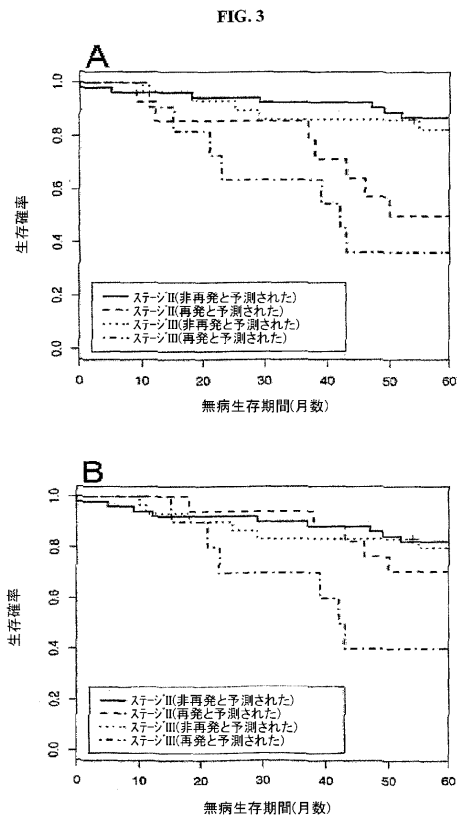 FIG. 3
A
1.0
0.8
0.6
0.4
0.2
0.0
生存確率
ステージII(非再発と予測された)
ステージII(再発と予測された)
ステージIII(非再発と予測された)
ステージIII(再発と予測された)
0 10 20 30 40 50 60
無病生存期間(月数)
B
1.0
0.8
0.6
0.4
0.2
0.0
生存確率
ステージII(非再発と予測された)
ステージII(再発と予測された)
ステージIII(非再発と予測された)
ステージIII(再発と予測された)
0 10 20 30 40 50 60
無病生存期間(月数)